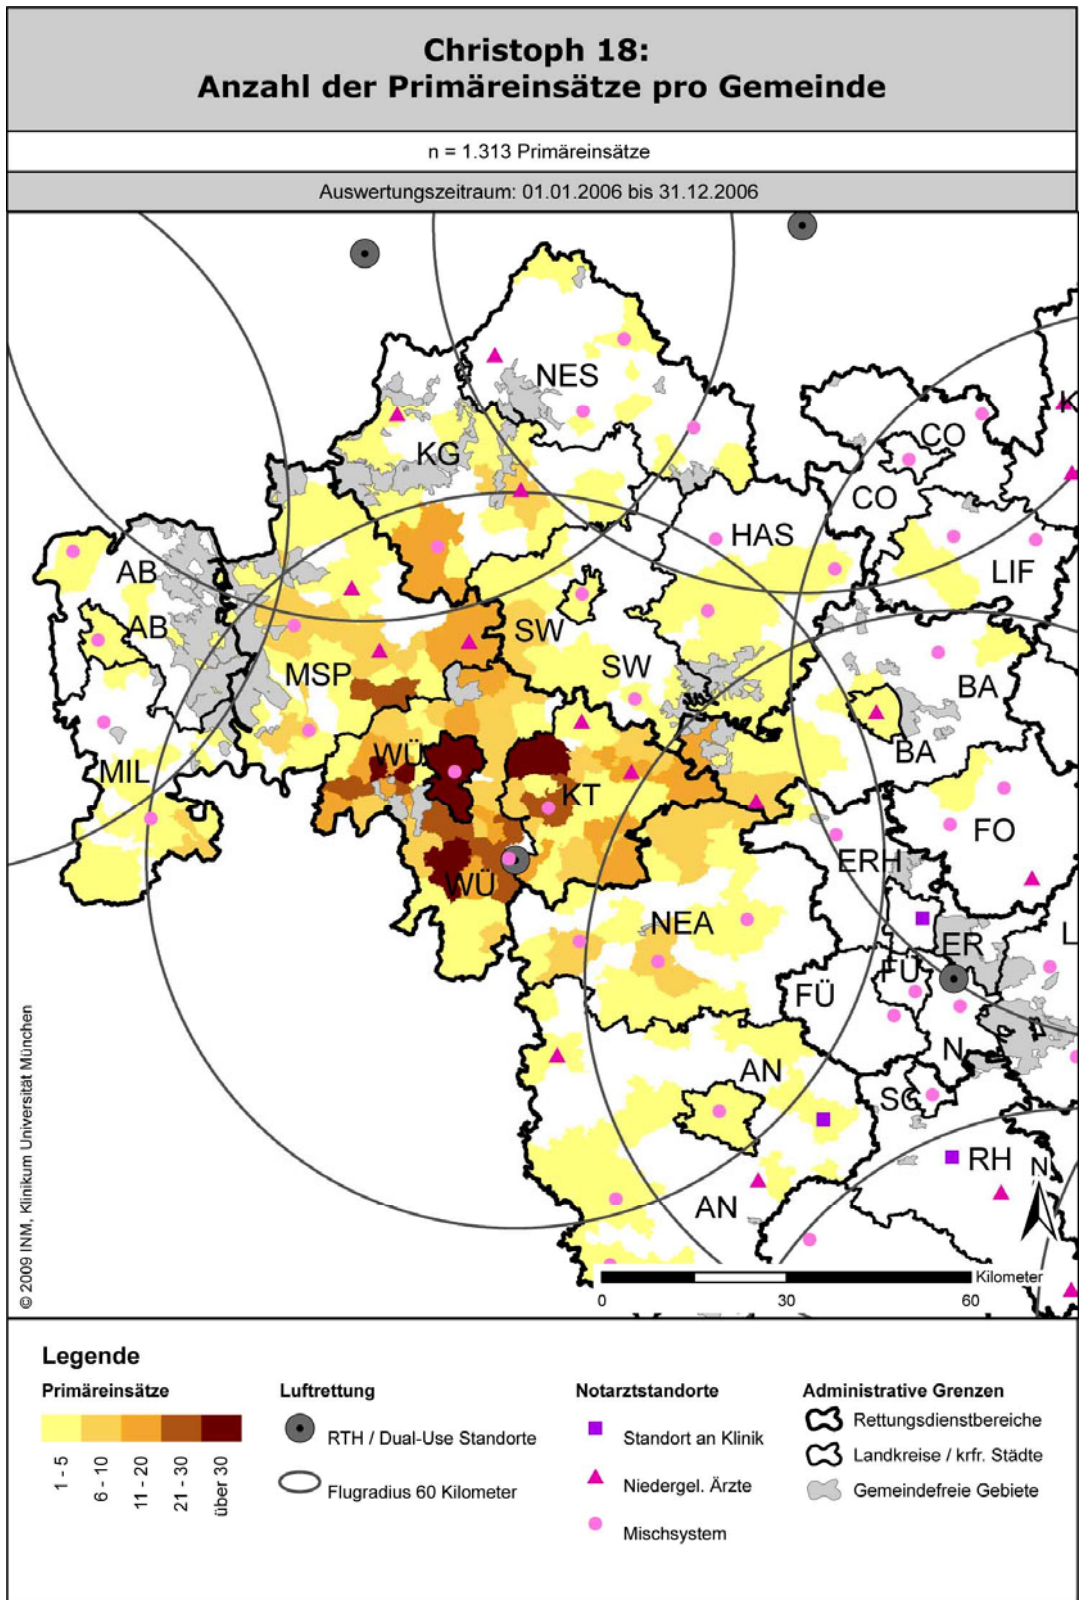 Christoph 18:
Anzahl der Primäreinsätze pro Gemeinde
n = 1.313 Primäreinsätze
Auswertungszeitraum: 01.01.2006 bis 31.12.2006
NES
K
CO
KG
CO
HAS
LIF
AB
AB
SW
SW
MSP
BA
BA
WÜ
MIL
KT
FO
ERH
WÜ
NEA
ER
L
FÜ
FÜ
N
AN
SC
RH
N
AN
Kilometer
0 30 60
© 2009 INM, Klinikum Universität München
Legende
Primäreinsätze
1 - 5
6 - 10
11 - 20
21 - 30
über 30
Luftrettung
RTH / Dual-Use Standorte
Flugradius 60 Kilometer
Notarztstandorte
Standort an Klinik
Niedergel. Ärzte
Mischsystem
Administrative Grenzen
Rettungsdienstbereiche
Landkreise / krfr. Städte
Gemeindefreie Gebiete